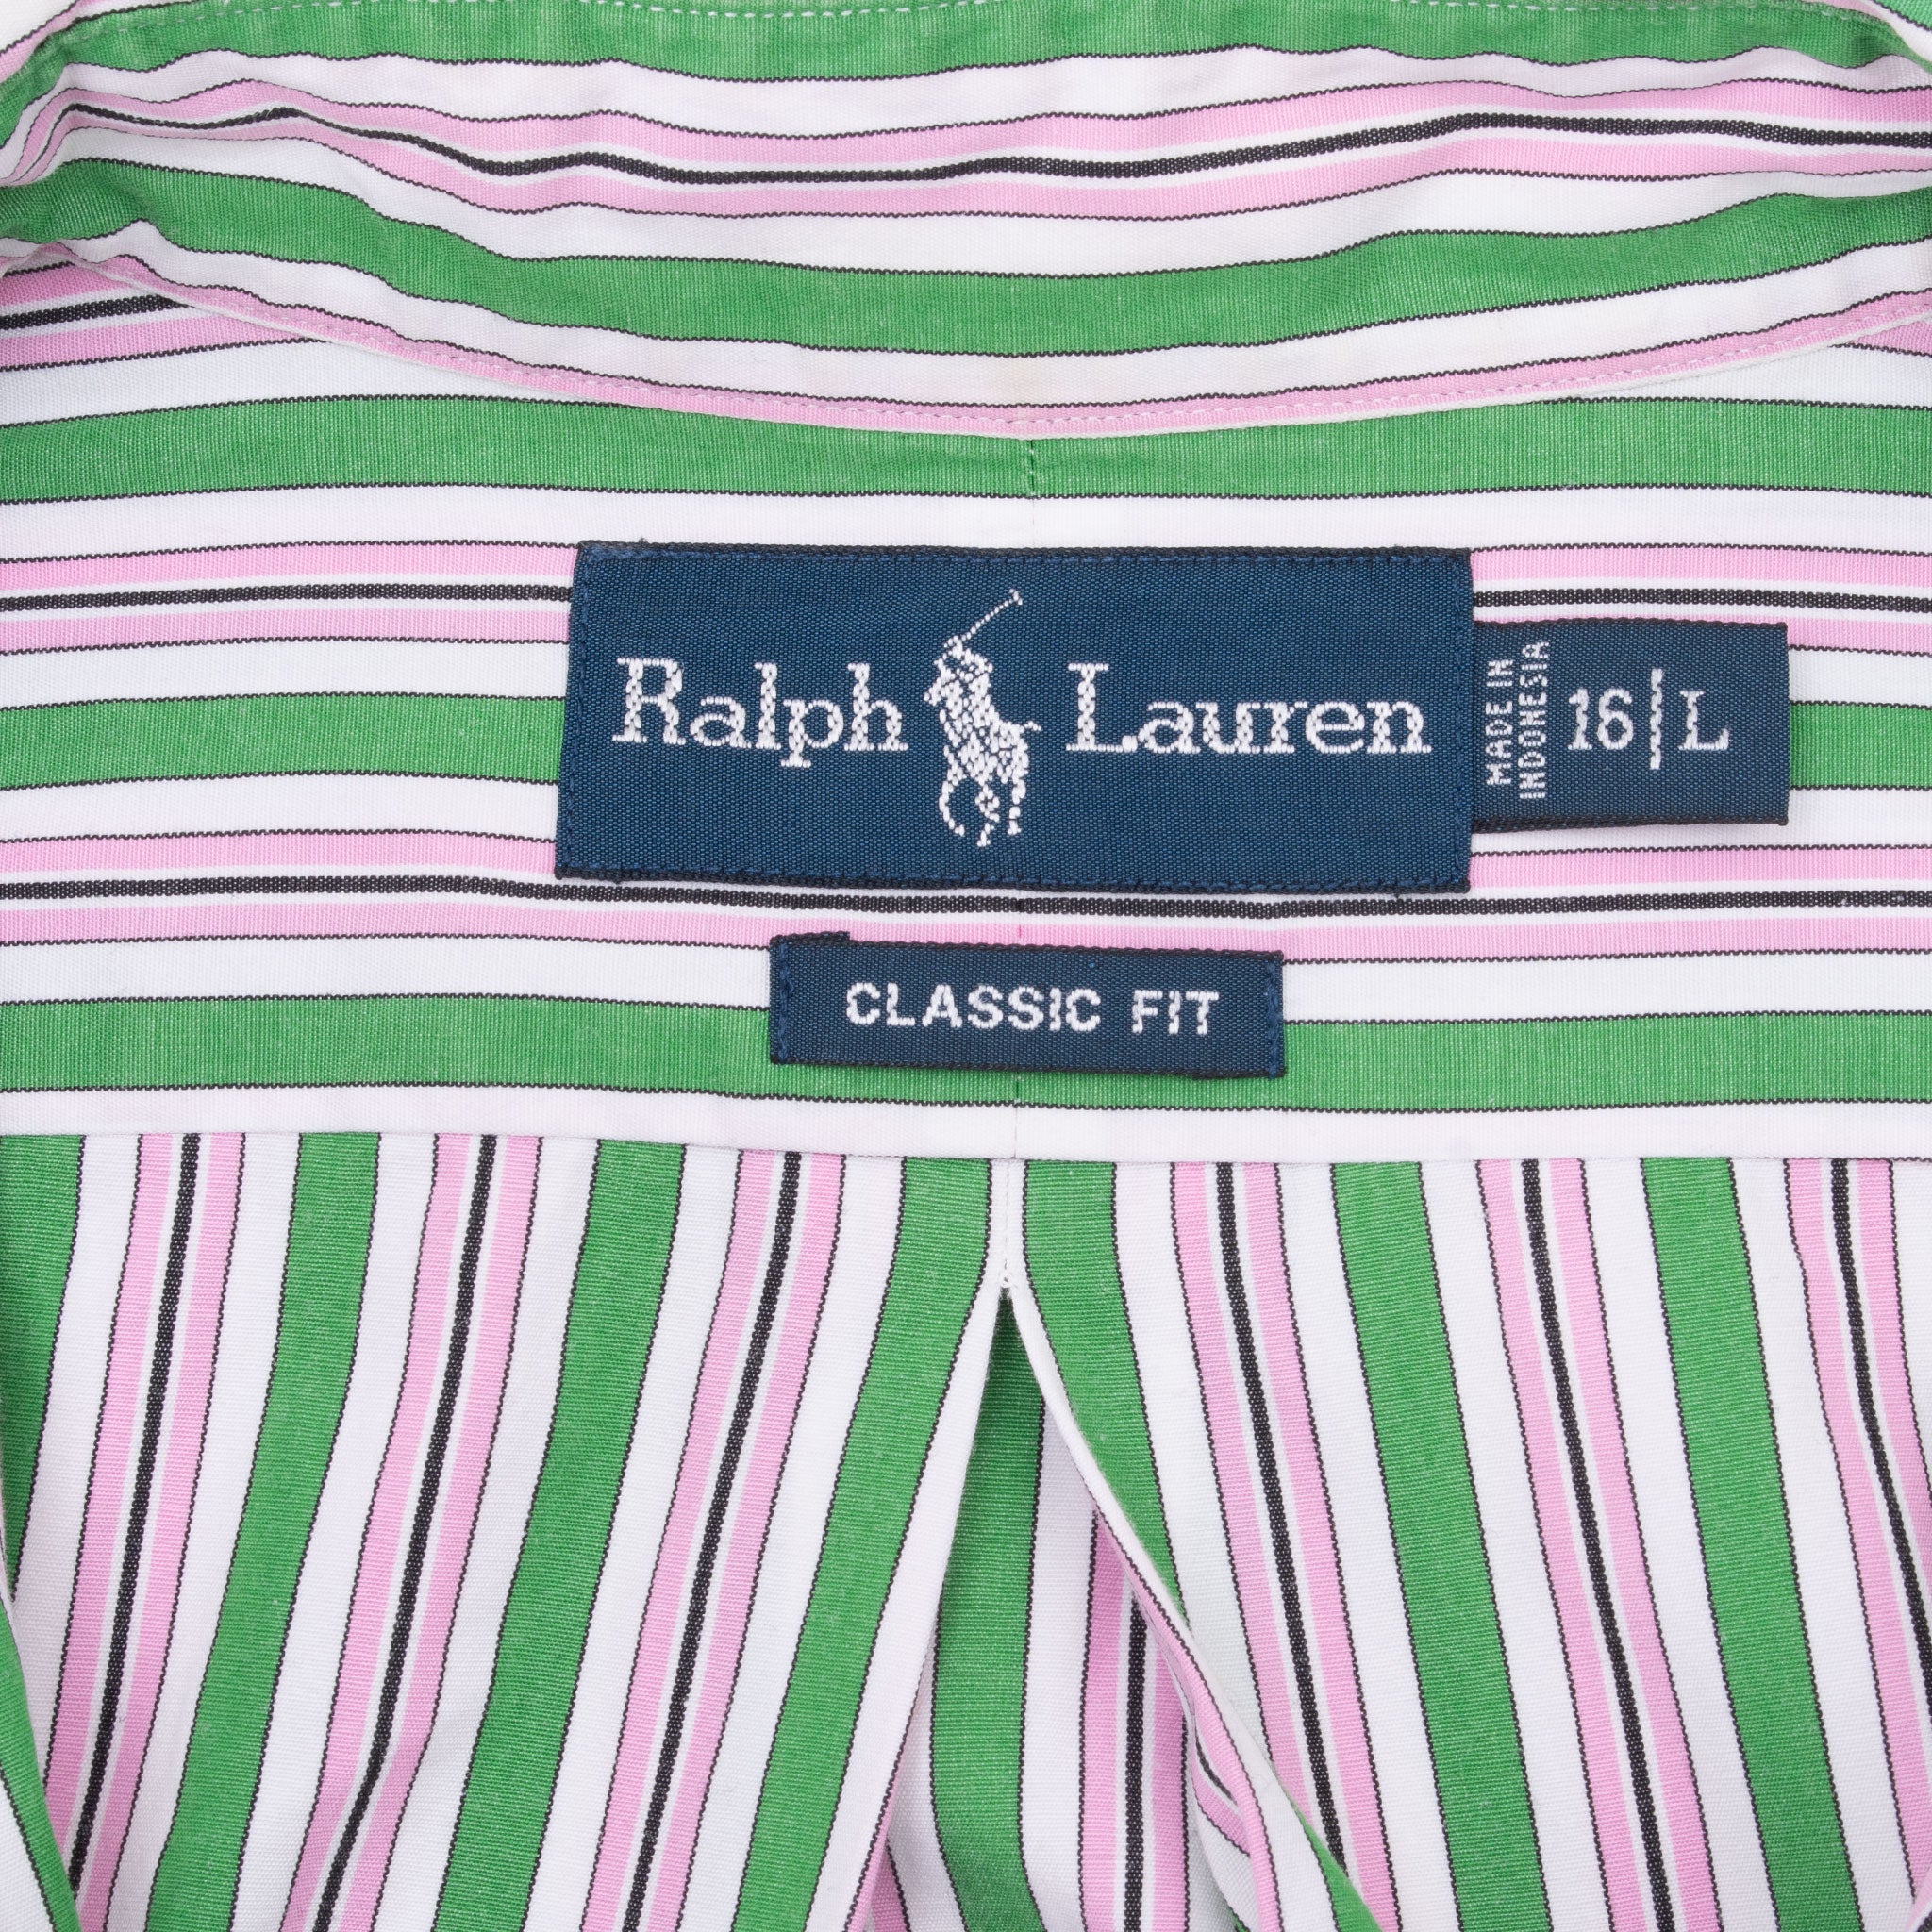 Ralph Lauren
MADE IN
INDONESIA
16|L
CLASSIC FIT